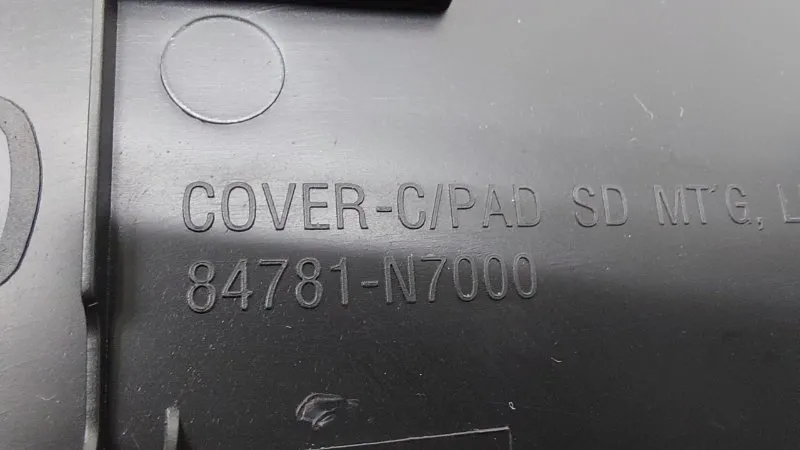 COVER-C/PAD SD MT'G, L
84781-N7000